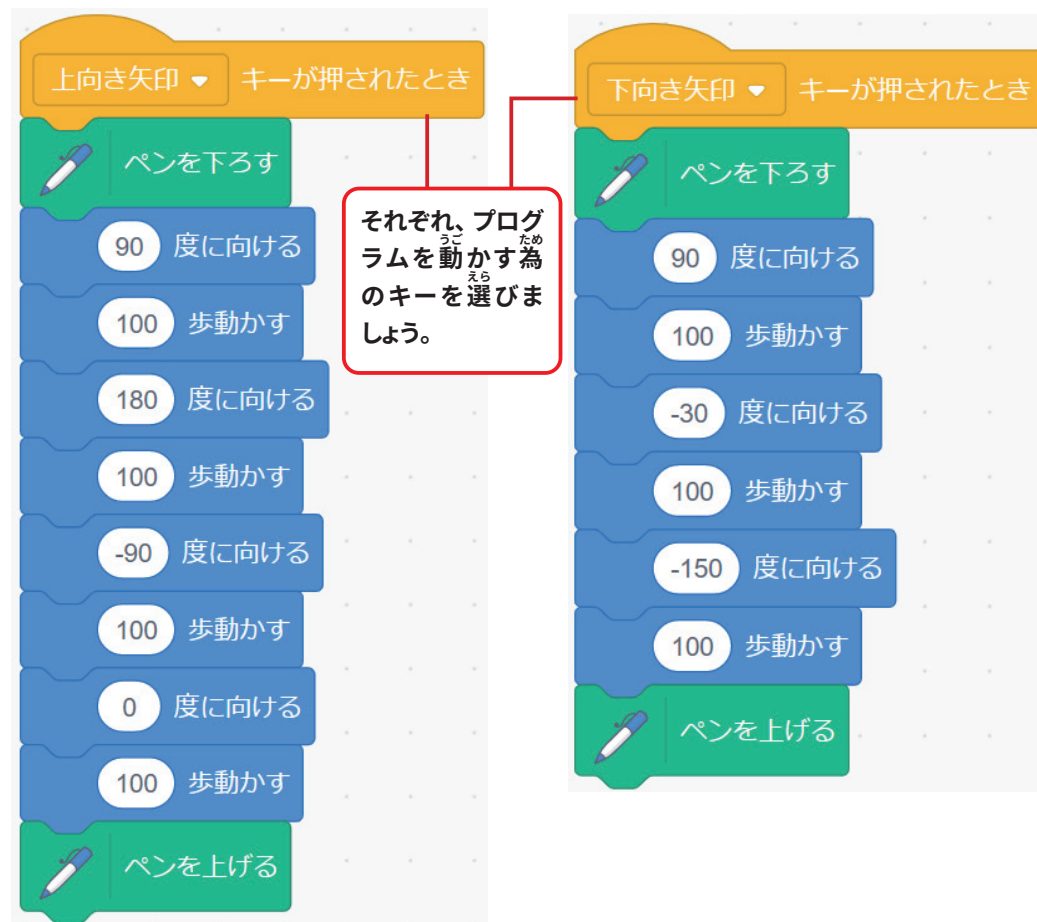 上向き矢印 キーが押されたとき
ペンを下ろす
90 度に向ける
100 歩動かす
180 度に向ける
100 歩動かす
-90 度に向ける
100 歩動かす
0 度に向ける
100 歩動かす
ペンを上げる
それぞれ、プログ
ラムを動かす為
のキーを選びま
しょう。
うご
ため
えら
下向き矢印 キーが押されたとき
ペンを下ろす
90 度に向ける
100 歩動かす
-30 度に向ける
100 歩動かす
-150 度に向ける
100 歩動かす
ペンを上げる